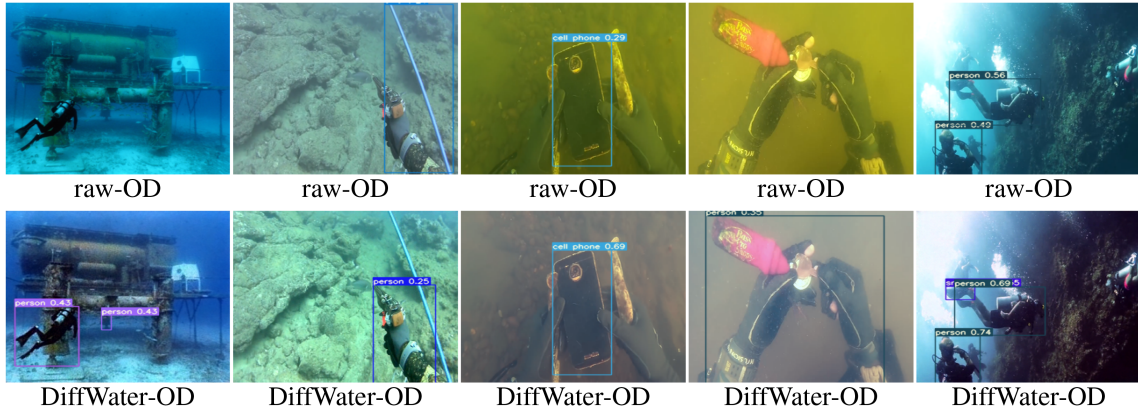 cell phone 0.29
person 0.56
person 0.49
raw-OD
raw-OD
raw-OD
raw-OD
raw-OD
0.35
cell phone 0.69
person 0.25
person 0.69
person 0.43
person 0.43
person 0.74
DiffWater-OD
DiffWater-OD
DiffWater-OD
DiffWater-OD
DiffWater-OD